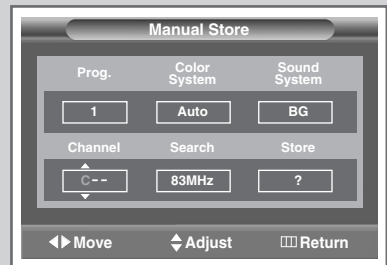 Manual Store
Prog. Color System Sound System
1 Auto BG
Channel Search Store
C-- 83MHz ?
Move Adjust Return